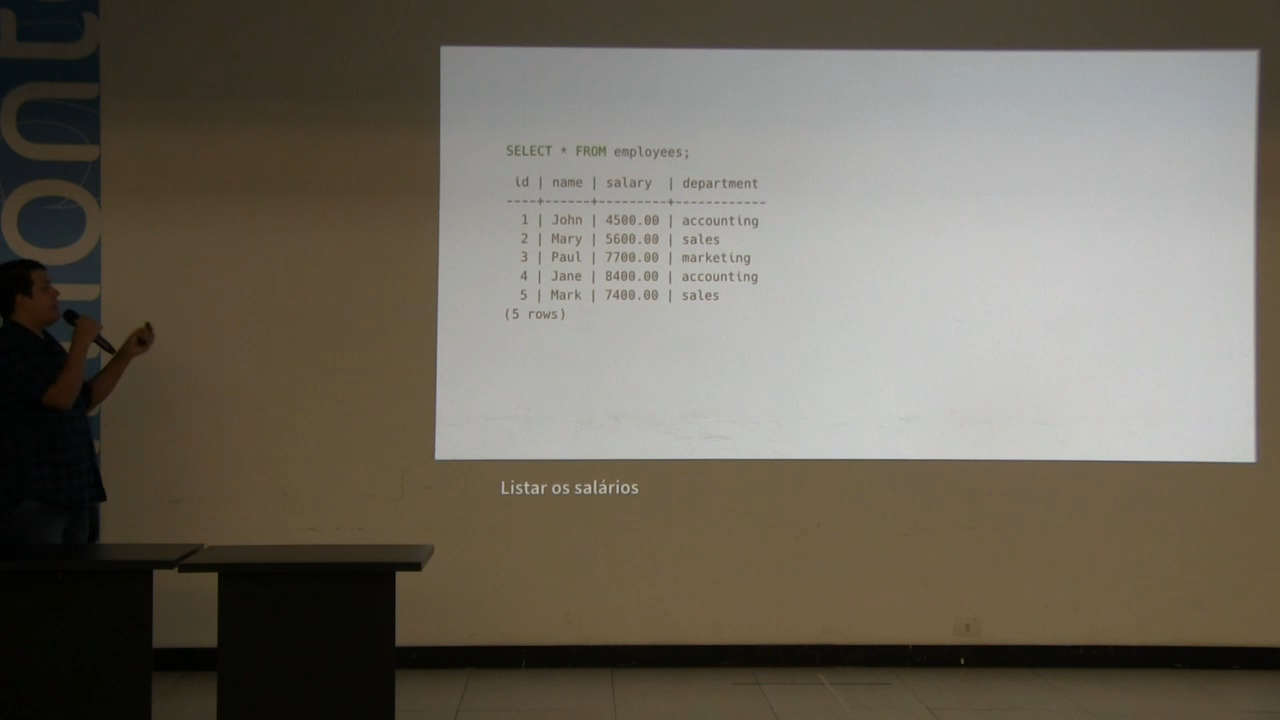 SELECT * FROM employees;
id | name | salary | department
----+------+---------+------------
1 | John | 4500.00 | accounting
2 | Mary | 5600.00 | sales
3 | Paul | 7700.00 | marketing
4 | Jane | 8400.00 | accounting
5 | Mark | 7400.00 | sales
(5 rows)
Listar os salários